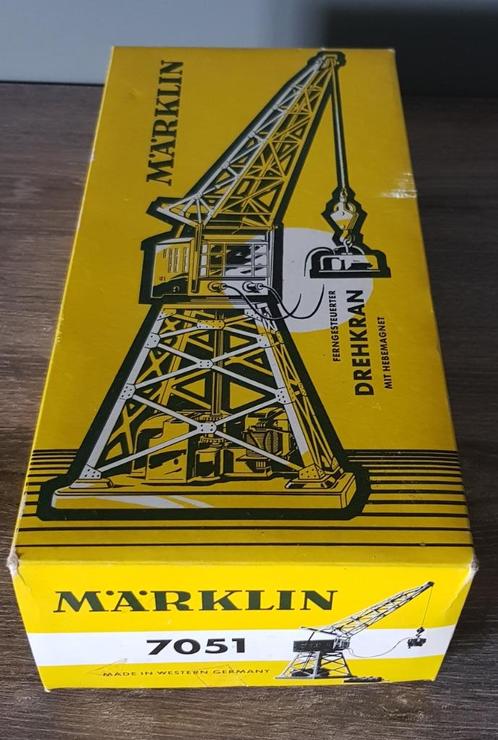 MÄRKLIN
FERNGESTEUERTER
DREHKRAN
MIT HEBEMAGNET
MÄRKLIN
7051
MADE IN WESTERN GERMANY